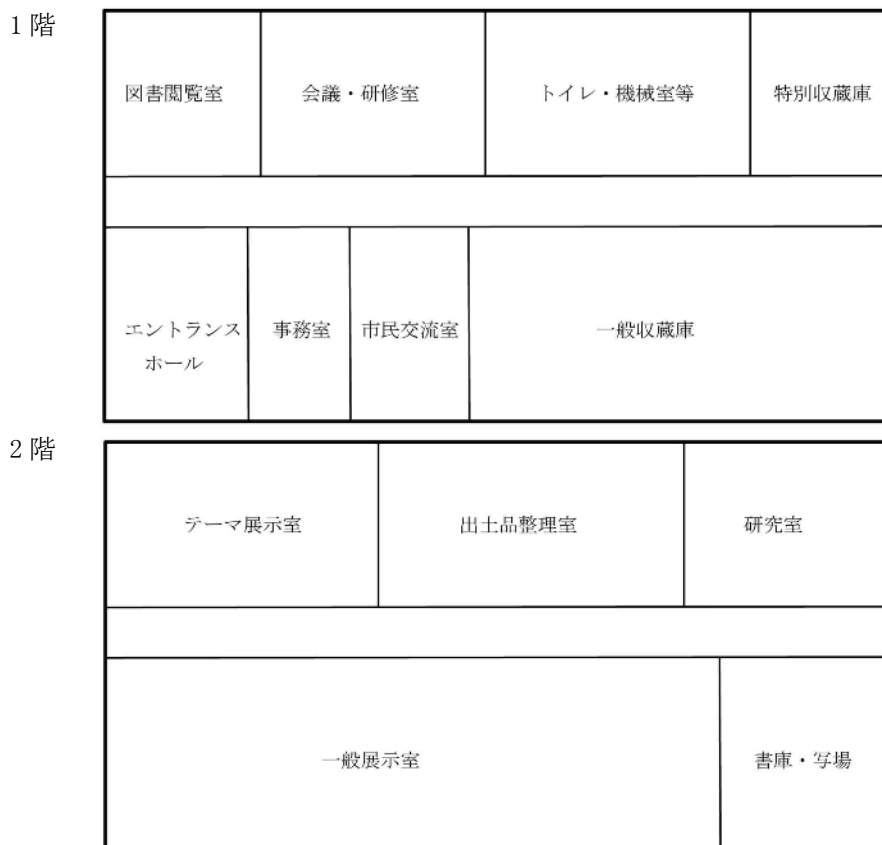 １階
図書閲覧室
会議・研修室
トイレ・機械室等
特別収蔵庫
エントランス
ホール
事務室
市民交流室
一般収蔵庫
２階
テーマ展示室
出土品整理室
研究室
一般展示室
書庫・写場